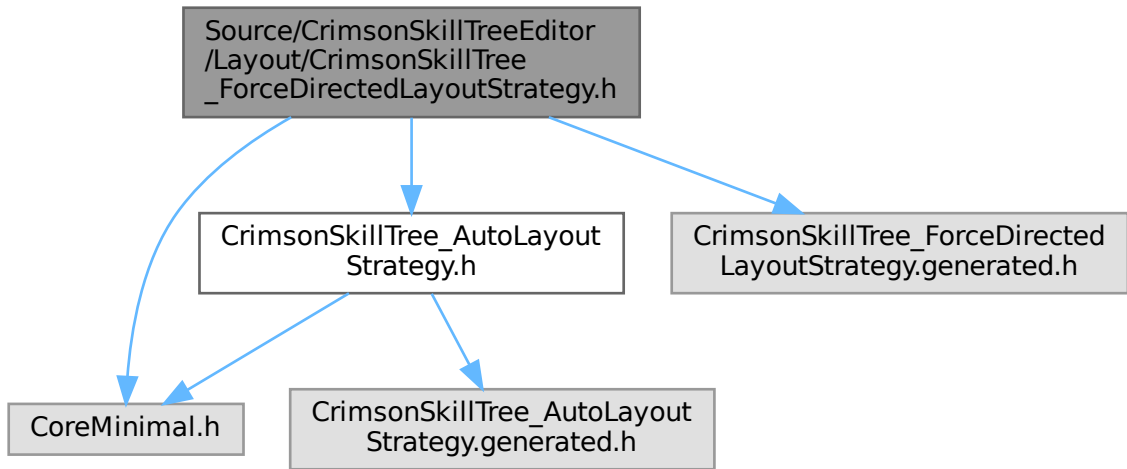 Source/CrimsonSkillTreeEditor
/Layout/CrimsonSkillTree
_ForceDirectedLayoutStrategy.h
CrimsonSkillTree_AutoLayout
Strategy.h
CrimsonSkillTree_ForceDirected
LayoutStrategy.generated.h
CoreMinimal.h
CrimsonSkillTree_AutoLayout
Strategy.generated.h